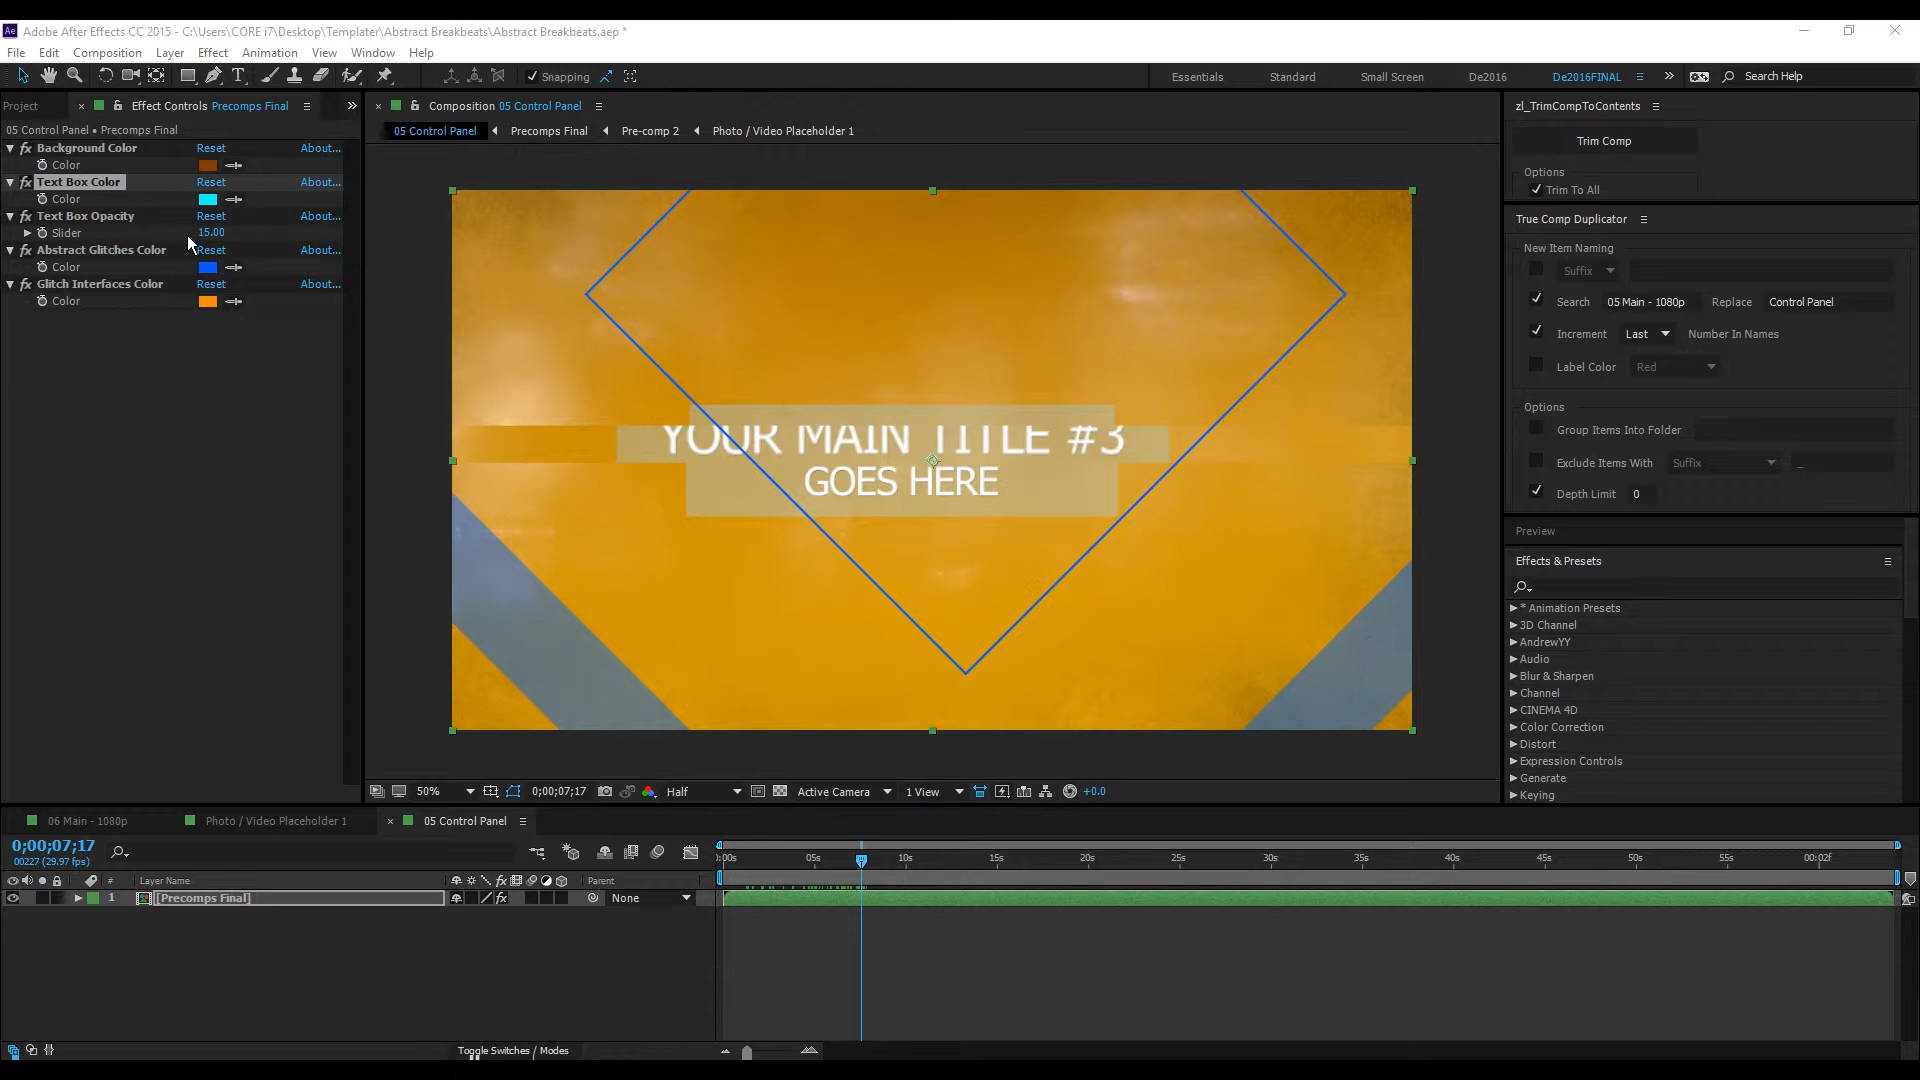 Ae Adobe After Effects CC 2015 - C:\Users\CORE i7\Desktop\Templater\Abstract Breakbeats\Abstract Breakbeats.aep *
File Edit Composition Layer Effect Animation View Window Help
T Snapping Essentials Standard Small Screen De2016 De2016FINAL Search Help
Project Effect Controls Precomps Final
05 Control Panel • Precomps Final
fx Background Color Reset About...
Color
fx Text Box Color Reset About...
Color
fx Text Box Opacity Reset About...
Slider 15.00
fx Abstract Glitches Color Reset About...
Color
fx Glitch Interfaces Color Reset About...
Color
Composition 05 Control Panel
05 Control Panel Precomps Final Pre-comp 2 Photo / Video Placeholder 1
YOUR MAIN TITLE #3
GOES HERE
50% 0;00;07;17 Half Active Camera 1 View +0.0
zl_TrimCompToContents
Trim Comp
Options
Trim To All
True Comp Duplicator
New Item Naming
Suffix
Search 05 Main - 1080p Replace Control Panel
Increment Last Number In Names
Label Color Red
Options
Group Items Into Folder
Exclude Items With Suffix _
Depth Limit 0
Preview
Effects & Presets
* Animation Presets
3D Channel
AndrewYY
Audio
Blur & Sharpen
Channel
CINEMA 4D
Color Correction
Distort
Expression Controls
Generate
Keying
06 Main - 1080p Photo / Video Placeholder 1 05 Control Panel
0;00;07;17
00227 (29.97 fps)
0:00s 05s 10s 15s 20s 25s 30s 35s 40s 45s 50s 55s 00:02f
# Layer Name fx Parent
1 [Precomps Final] fx None
Toggle Switches / Modes